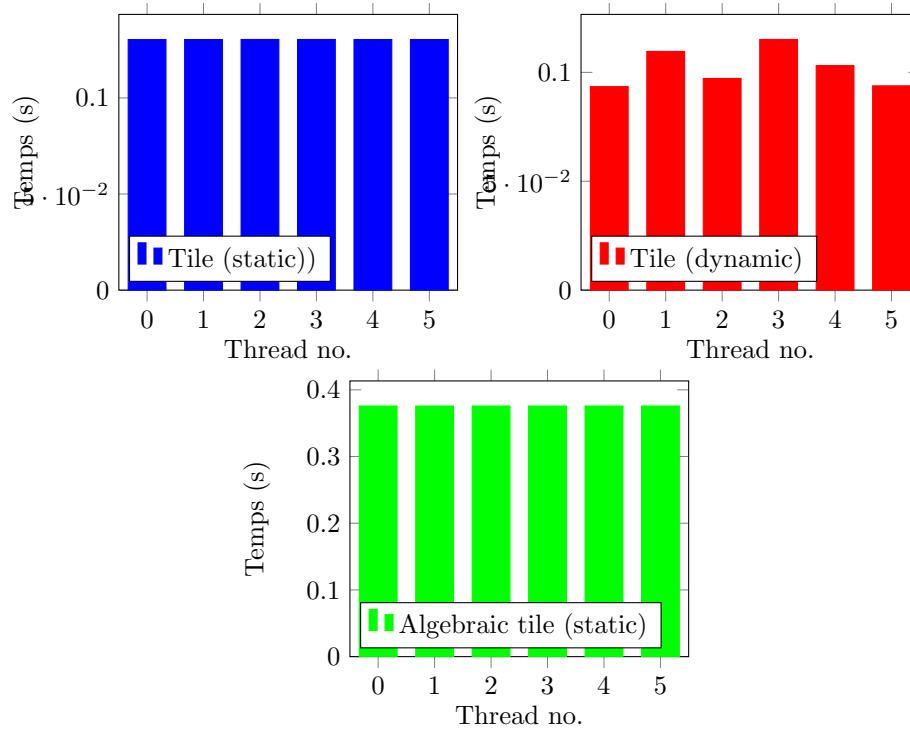 Temps (s)
0.1
5 · 10⁻²
0
Tile (static))
0 1 2 3 4 5
Thread no.
Temps (s)
0.1
5 · 10⁻²
0
Tile (dynamic)
0 1 2 3 4 5
Thread no.
Temps (s)
0.4
0.3
0.2
0.1
0
Algebraic tile (static)
0 1 2 3 4 5
Thread no.